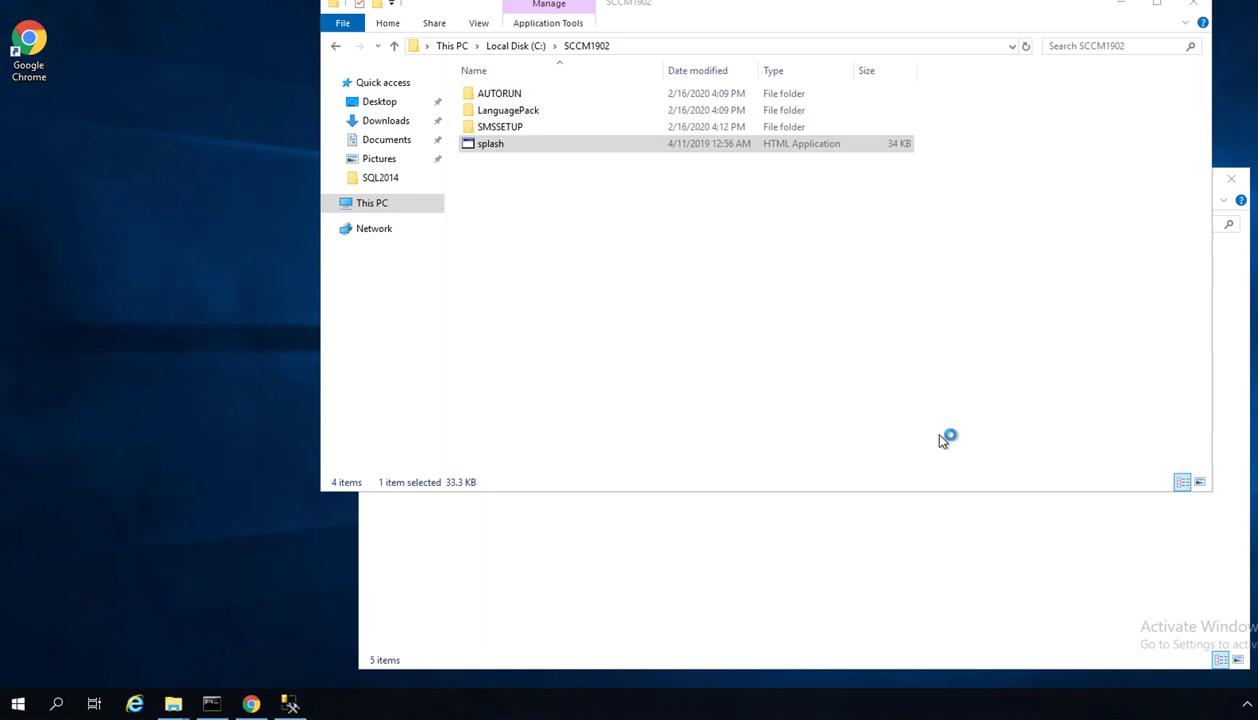 Manage
SCCM1902
File
Home
Share
View
Application Tools
This PC
Local Disk (C:)
SCCM1902
Search SCCM1902
Google
Chrome
Quick access
Desktop
Downloads
Documents
Pictures
SQL2014
This PC
Network
Name
Date modified
Type
Size
AUTORUN
2/16/2020 4:09 PM
File folder
LanguagePack
2/16/2020 4:09 PM
File folder
SMSSETUP
2/16/2020 4:12 PM
File folder
splash
4/11/2019 12:56 AM
HTML Application
34 KB
4 items
1 item selected
33.3 KB
Activate Window
Go to Settings to acti
5 items